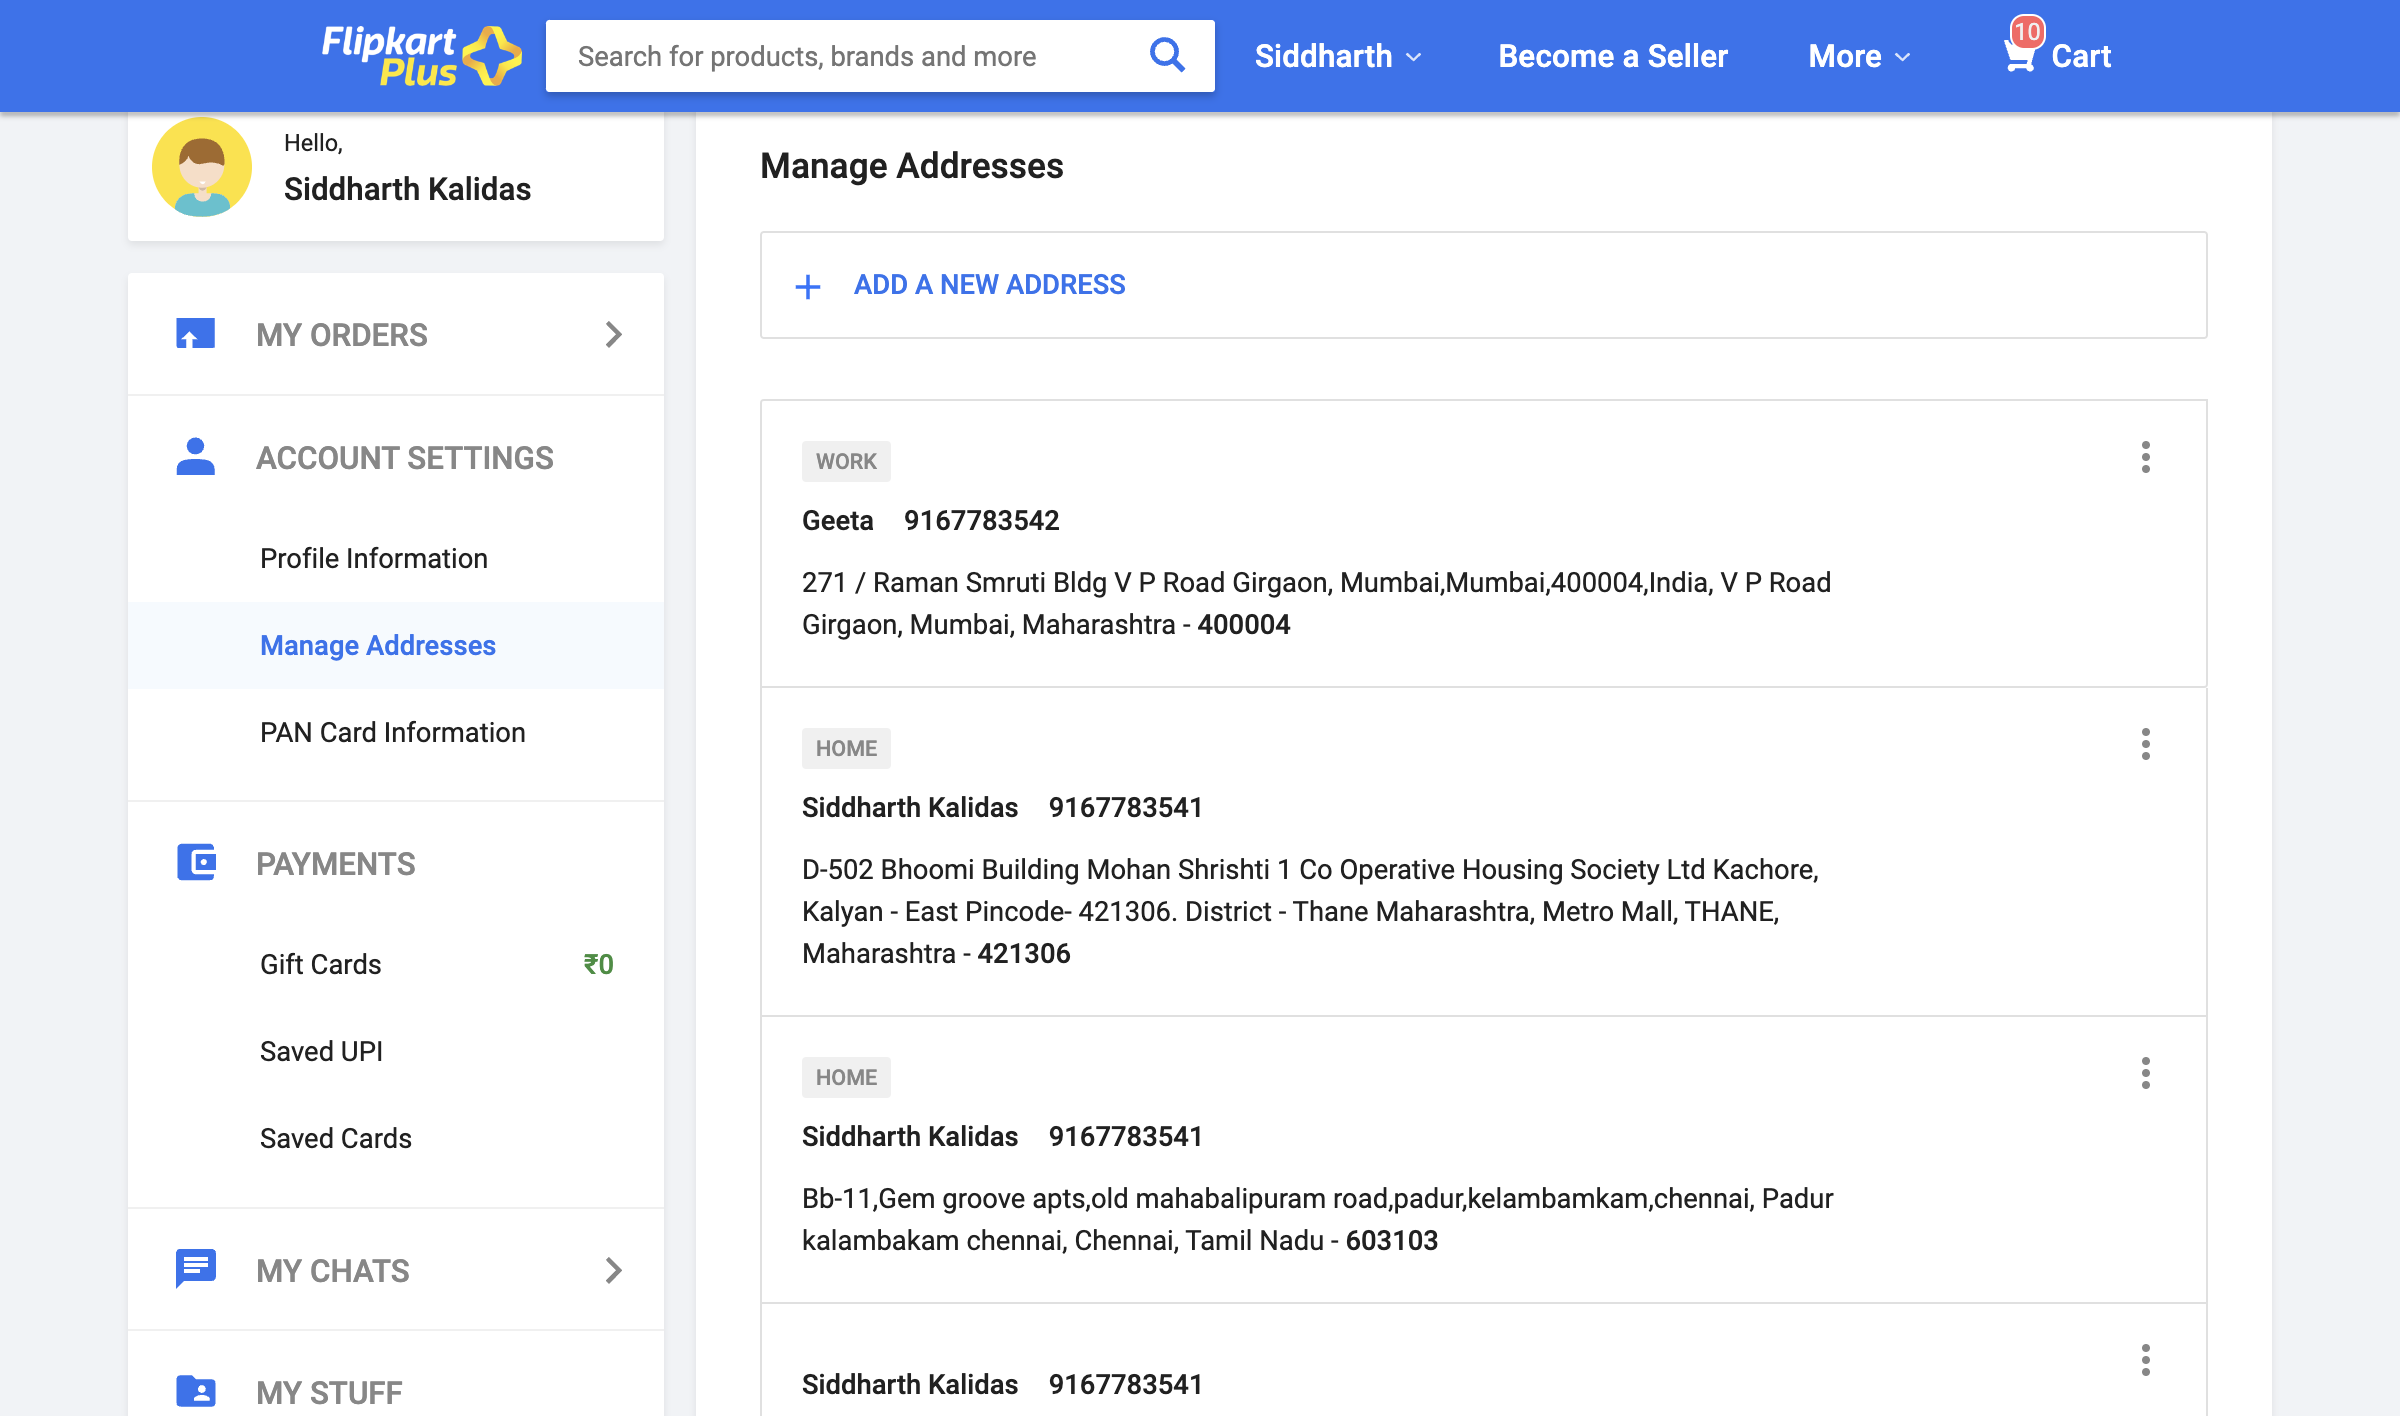 Flipkart
Plus
Search for products, brands and more
Siddharth
Become a Seller
More
10
Cart
Hello,
Siddharth Kalidas
MY ORDERS
ACCOUNT SETTINGS
Profile Information
Manage Addresses
PAN Card Information
PAYMENTS
Gift Cards ₹0
Saved UPI
Saved Cards
MY CHATS
MY STUFF
Manage Addresses
+ ADD A NEW ADDRESS
WORK
Geeta 9167783542
271 / Raman Smruti Bldg V P Road Girgaon, Mumbai,Mumbai,400004,India, V P Road
Girgaon, Mumbai, Maharashtra - 400004
HOME
Siddharth Kalidas 9167783541
D-502 Bhoomi Building Mohan Shrishti 1 Co Operative Housing Society Ltd Kachore,
Kalyan - East Pincode- 421306. District - Thane Maharashtra, Metro Mall, THANE,
Maharashtra - 421306
HOME
Siddharth Kalidas 9167783541
Bb-11,Gem groove apts,old mahabalipuram road,padur,kelambamkam,chennai, Padur
kalambakam chennai, Chennai, Tamil Nadu - 603103
Siddharth Kalidas 9167783541